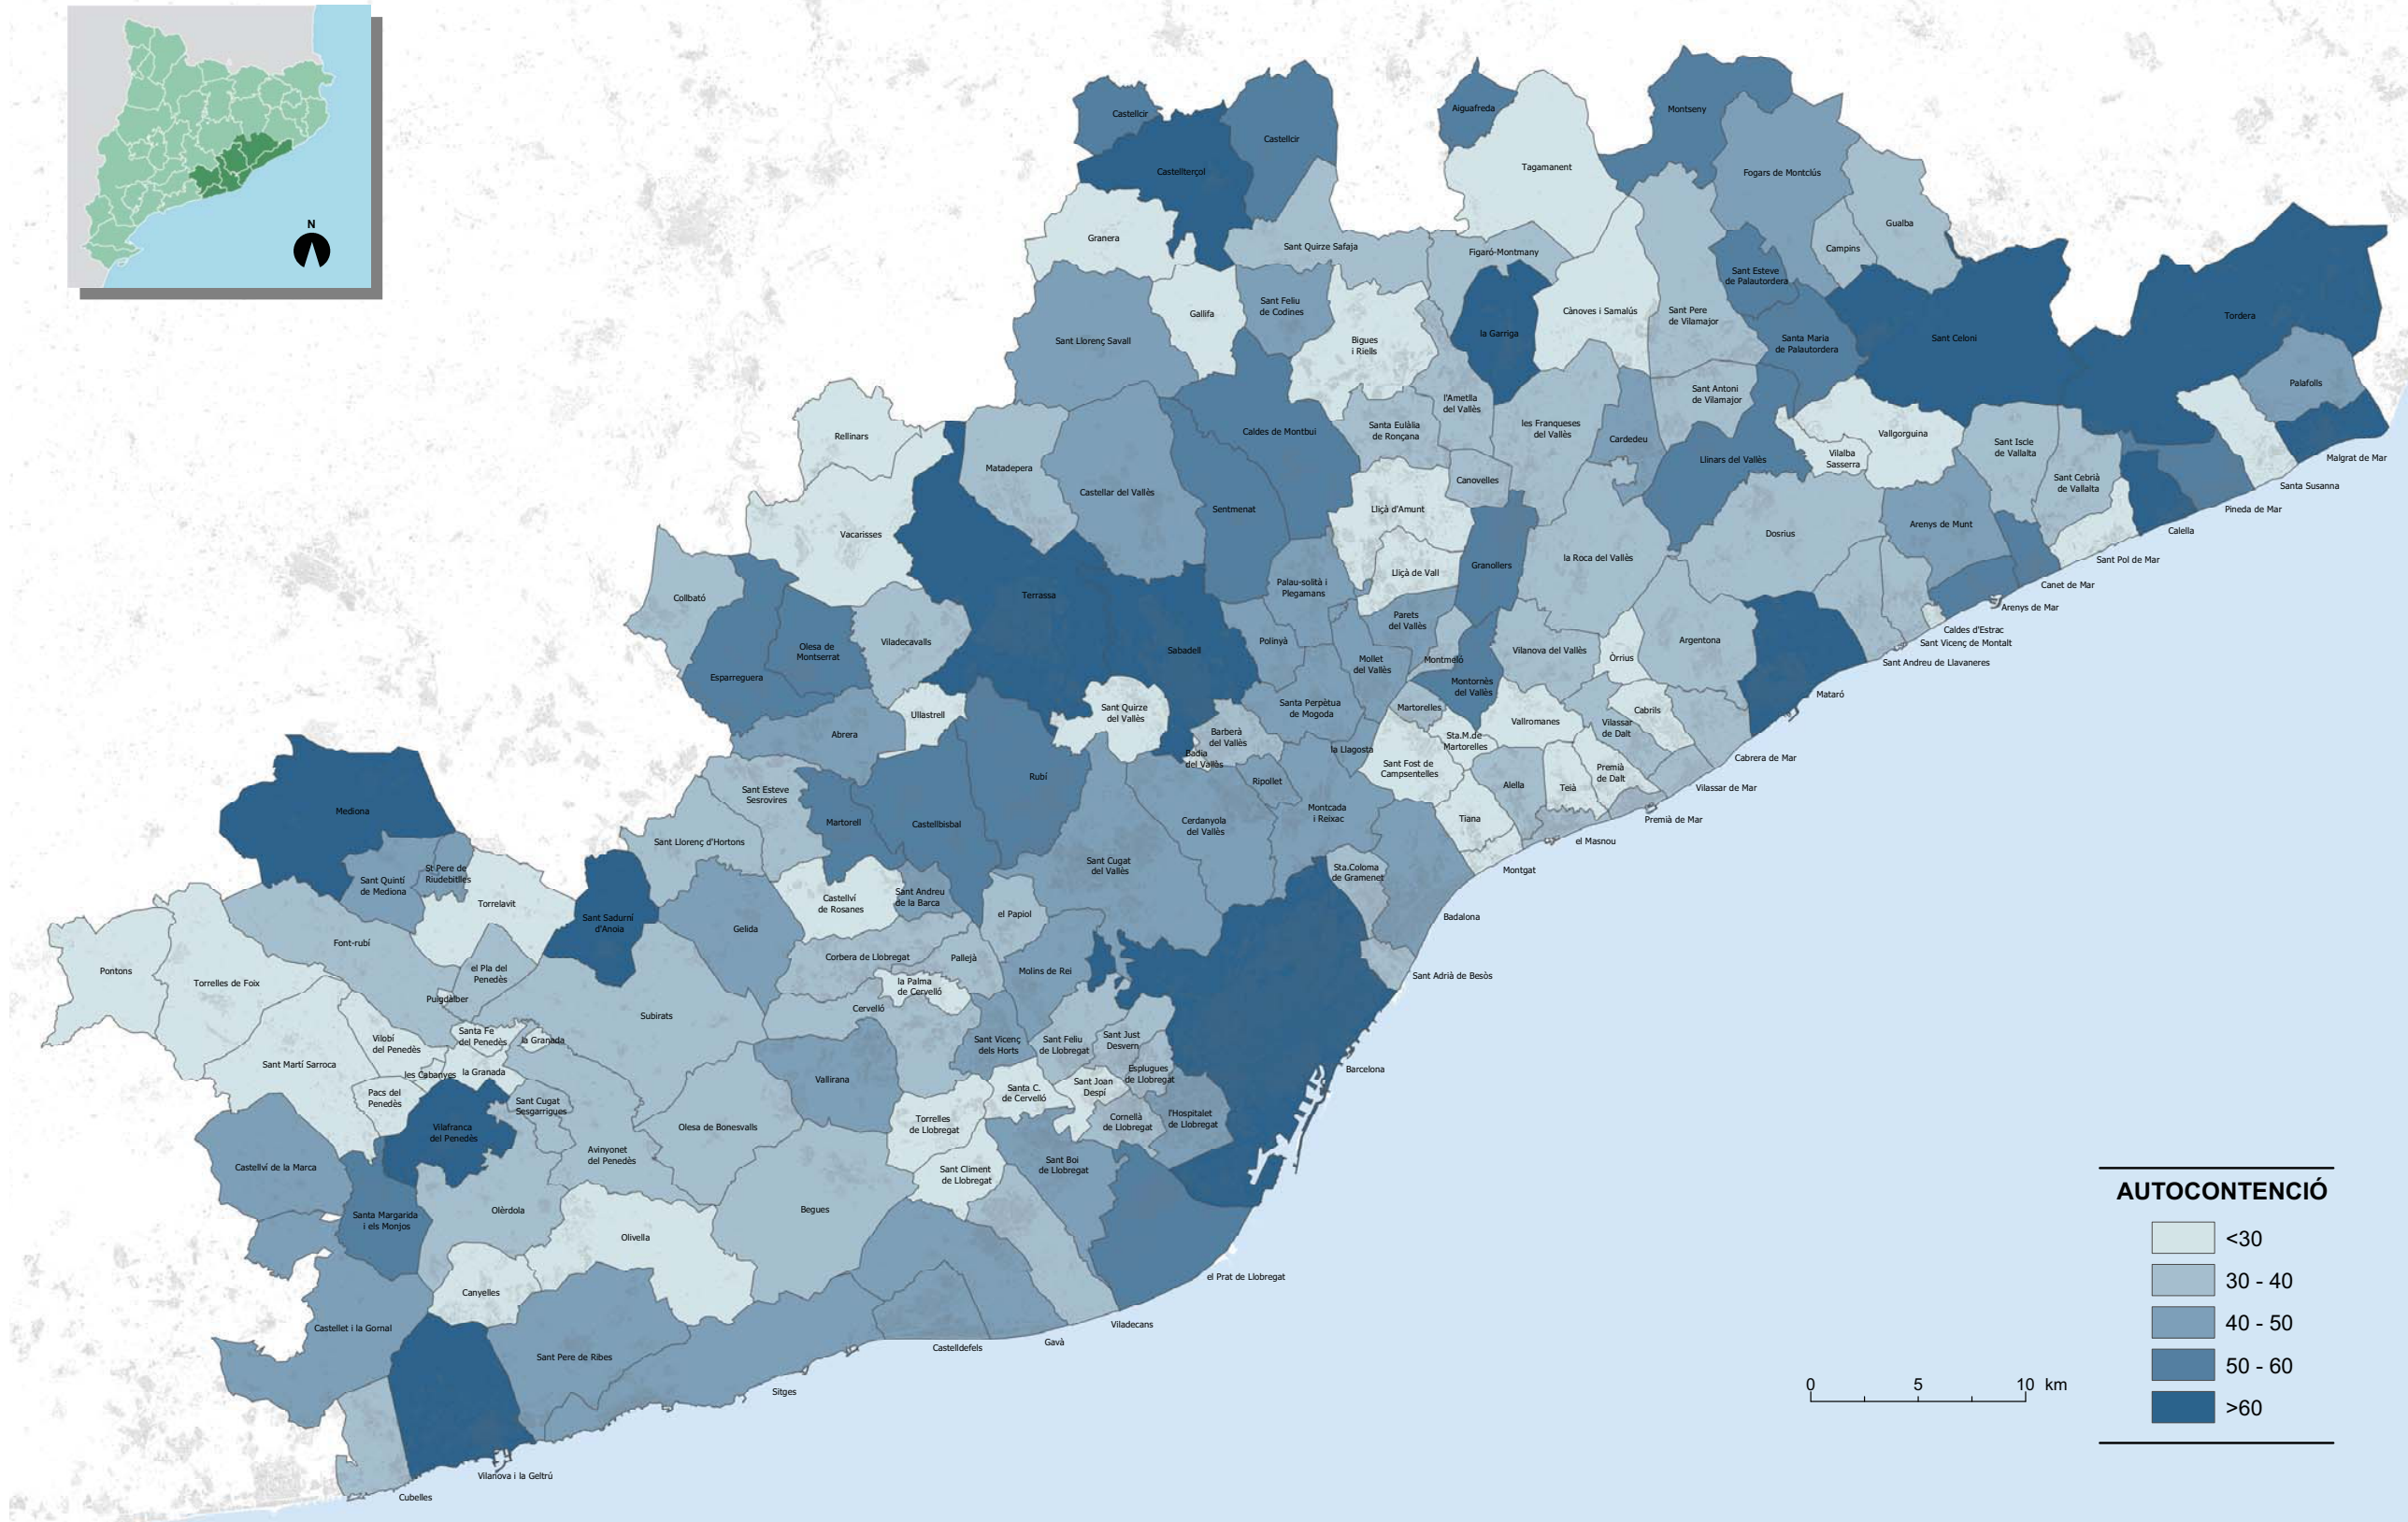 N
Castellcir
Castellcir
Castellterçol
Aiguafreda
Tagamanent
Montseny
Fogars de Montclús
Gualba
Campins
Granera
Sant Quirze Safaja
Figaró-Montmany
Sant Esteve
de Palautordera
Gallifa
Sant Feliu
de Codines
Cànoves i Samalús
Sant Pere
de Vilamajor
Tordera
Sant Llorenç Savall
Bigues
i Riells
la Garriga
Santa Maria
de Palautordera
Sant Celoni
Palafolls
l'Ametlla
del Vallès
Sant Antoni
de Vilamajor
Rellinars
Caldes de Montbui
Santa Eulàlia
de Ronçana
les Franqueses
del Vallès
Cardedeu
Vallgorguina
Sant Iscle
de Vallalta
Malgrat de Mar
Matadepera
Llinars del Vallès
Vilalba
Sasserra
Castellar del Vallès
Canovelles
Sant Cebrià
de Vallalta
Santa Susanna
Sentmenat
Lliçà d'Amunt
Pineda de Mar
Vacarisses
Dosrius
Arenys de Munt
Calella
la Roca del Vallès
Sant Pol de Mar
Lliçà de Vall
Granollers
Canet de Mar
Collbató
Terrassa
Palau-solità i
Plegamans
Arenys de Mar
Parets
del Vallès
Caldes d'Estrac
Viladecavalls
Polinyà
Argentona
Sant Vicenç de Montalt
Olesa de
Montserrat
Sabadell
Mollet
del Vallès
Montmeló
Vilanova del Vallès
Òrrius
Sant Andreu de Llavaneres
Esparreguera
Montornès
del Vallès
Mataró
Ullastrell
Sant Quirze
del Vallès
Santa Perpètua
de Mogoda
Martorelles
Vallromanes
Cabrils
Vilassar
de Dalt
Abrera
Barberà
del Vallès
Sta.M.de
Martorelles
Badia
del Vallès
la Llagosta
Cabrera de Mar
Sant Fost de
Campsentelles
Premià
de Dalt
Rubí
Ripollet
Alella
Teià
Vilassar de Mar
Sant Esteve
Sesrovires
Mediona
Martorell
Castellbisbal
Cerdanyola
del Vallès
Montcada
i Reixac
Tiana
Premià de Mar
Sant Llorenç d'Hortons
el Masnou
Sant Cugat
del Vallès
Sta.Coloma
de Gramenet
Montgat
St Pere de
Riudebitlles
Sant Quintí
de Mediona
Torrelavit
Castellví
de Rosanes
Sant Andreu
de la Barca
el Papiol
Badalona
Sant Sadurní
d'Anoia
Gelida
Font-rubí
Corbera de Llobregat
Pallejà
Pontons
el Pla del
Penedès
Molins de Rei
Sant Adrià de Besòs
Torrelles de Foix
la Palma
de Cervelló
Puigdàlber
Cervelló
Subirats
Santa Fe
del Penedès
la Granada
Vilobí
del Penedès
Sant Vicenç
dels Horts
Sant Feliu
de Llobregat
Sant Just
Desvern
Sant Martí Sarroca
les Cabanyes
la Granada
Vallirana
Esplugues
de Llobregat
Barcelona
Pacs del
Penedès
Santa C.
de Cervelló
Sant Joan
Despí
Sant Cugat
Sesgarrigues
Vilafranca
del Penedès
Olesa de Bonesvalls
Torrelles
de Llobregat
Cornellà
de Llobregat
l'Hospitalet
de Llobregat
Avinyonet
del Penedès
Castellví de la Marca
Sant Climent
de Llobregat
Sant Boi
de Llobregat
Santa Margarida
i els Monjos
Olèrdola
Begues
Olivella
el Prat de Llobregat
Canyelles
Castellet i la Gornal
Viladecans
Gavà
Castelldefels
Sant Pere de Ribes
Sitges
Vilanova i la Geltrú
Cubelles
AUTOCONTENCIÓ
<30
30 - 40
40 - 50
50 - 60
>60
0 5 10 km